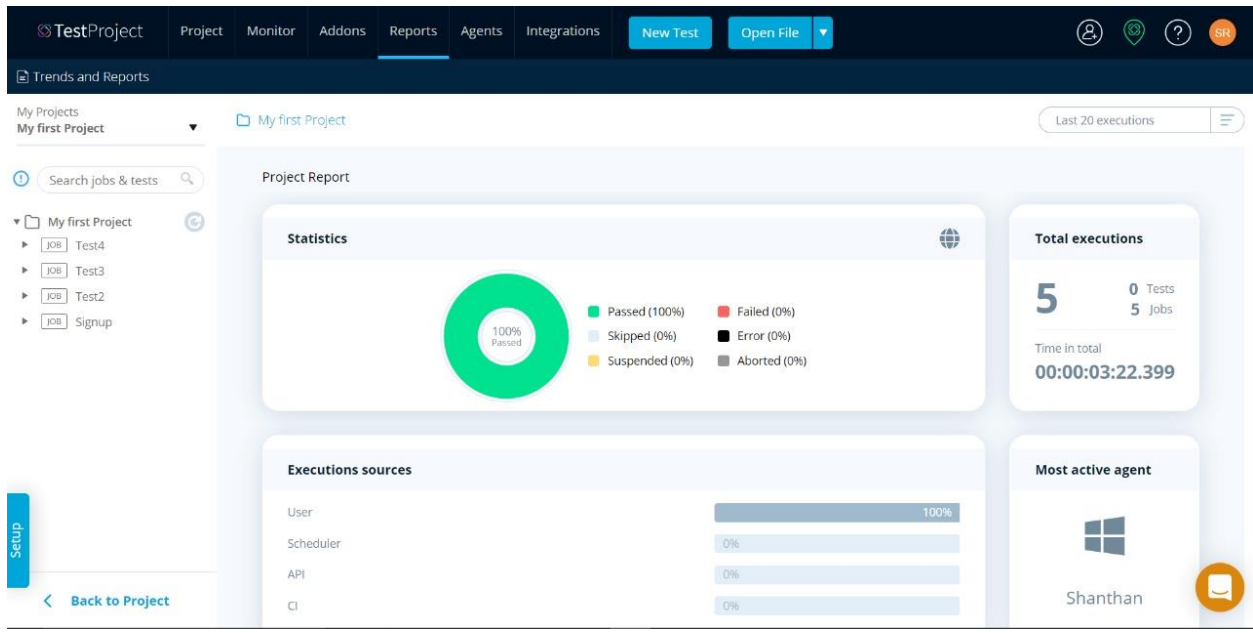 TestProject Project Monitor Addons Reports Agents Integrations New Test Open File ? SR
Trends and Reports
My Projects
My first Project
My first Project
Last 20 executions
Search jobs & tests
My first Project
JOB Test4
JOB Test3
JOB Test2
JOB Signup
Setup
Back to Project
Project Report
Statistics
100%
Passed
Passed (100%) Failed (0%)
Skipped (0%) Error (0%)
Suspended (0%) Aborted (0%)
Total executions
5
0 Tests
5 Jobs
Time in total
00:00:03:22.399
Executions sources
User 100%
Scheduler 0%
API 0%
CI 0%
Most active agent
Shanthan